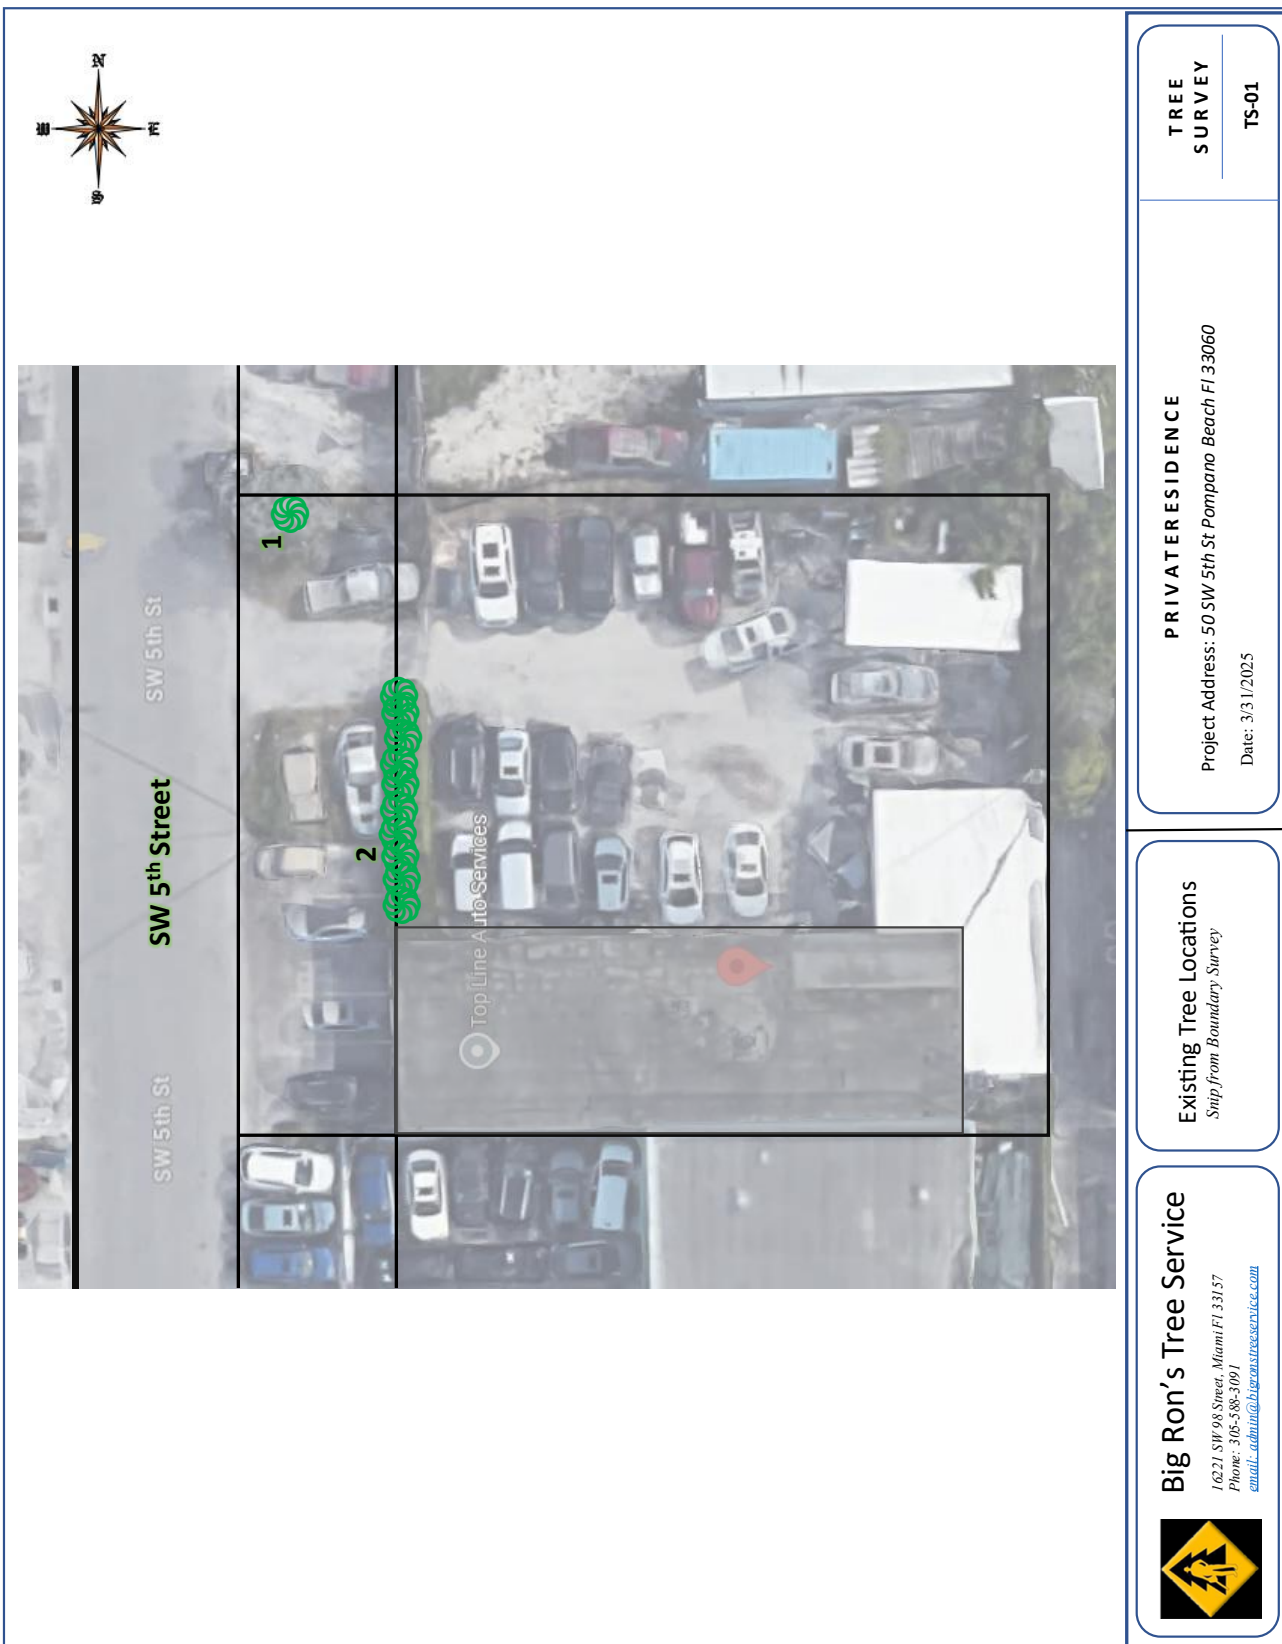 N
E
W
S
SW 5th St
SW 5th Street
SW 5th St
1
2
Top Line Auto Services
TREE
SURVEY
TS-01
PRIVATERESIDENCE
Project Address: 50 SW 5th St Pompano Beach Fl 33060
Date: 3/31/2025
Existing Tree Locations
Snip from Boundary Survey
Big Ron's Tree Service
16221 SW 98 Street, Miami Fl 33157
Phone: 305-588-3091
email: admin@bigronstreeservice.com